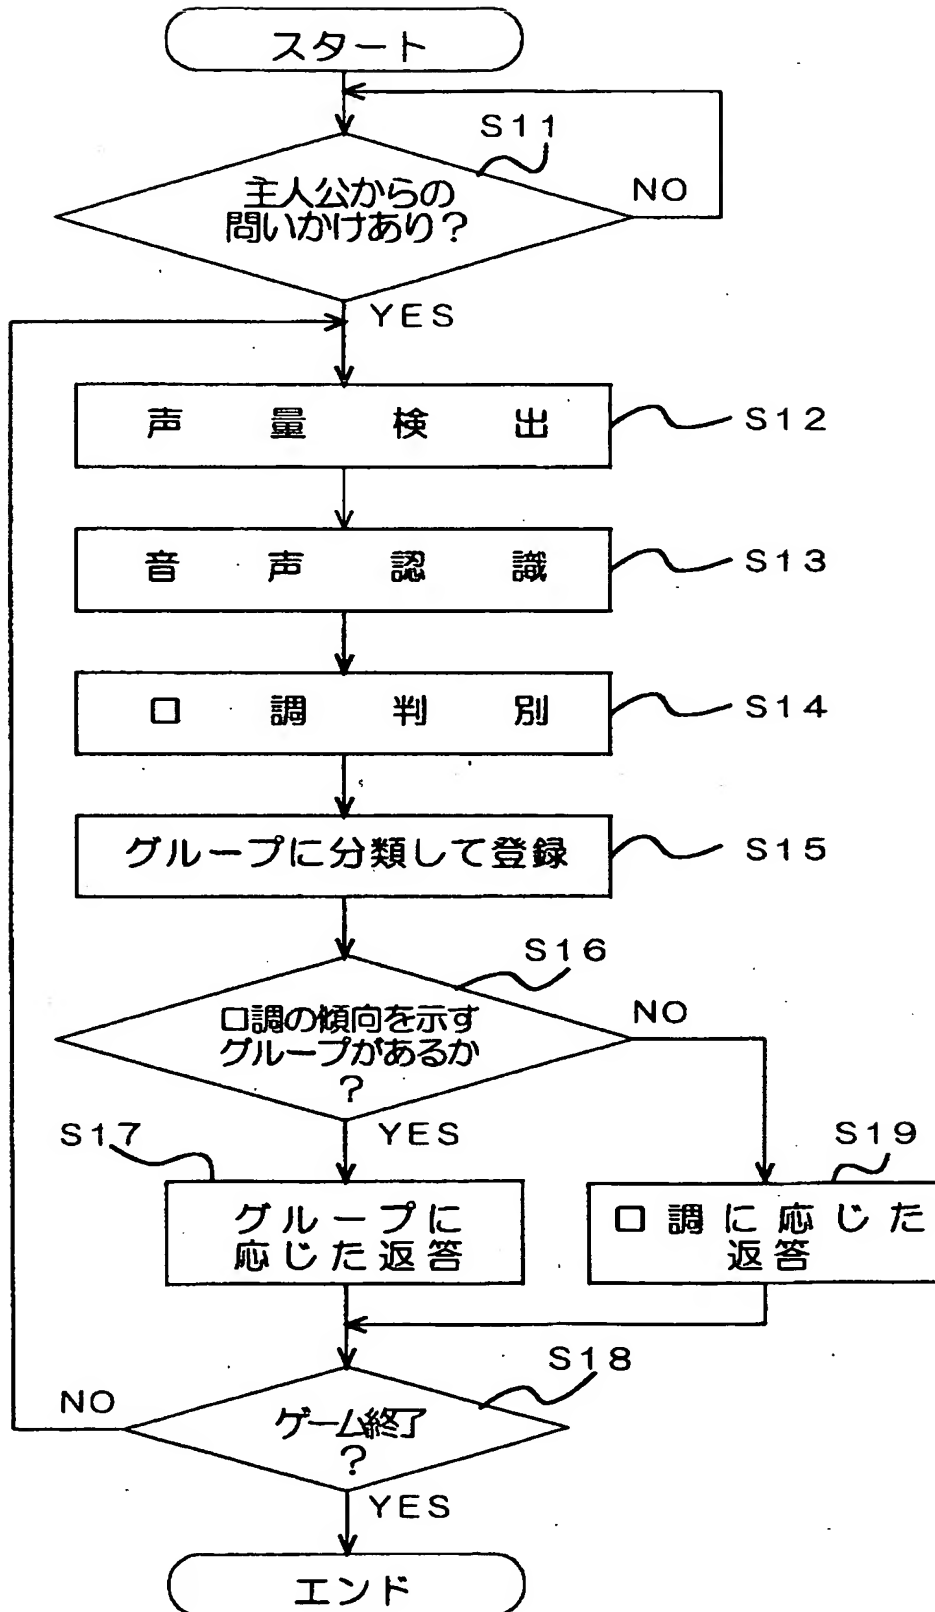 スタート
S11
主人公からの
問いかけあり？
NO
YES
声量検出
S12
音声認識
S13
口調判別
S14
グループに分類して登録
S15
S16
口調の傾向を示す
グループがあるか
？
NO
YES
S17
グループに
応じた返答
S19
口調に応じた
返答
S18
ゲーム終了
？
NO
YES
エンド